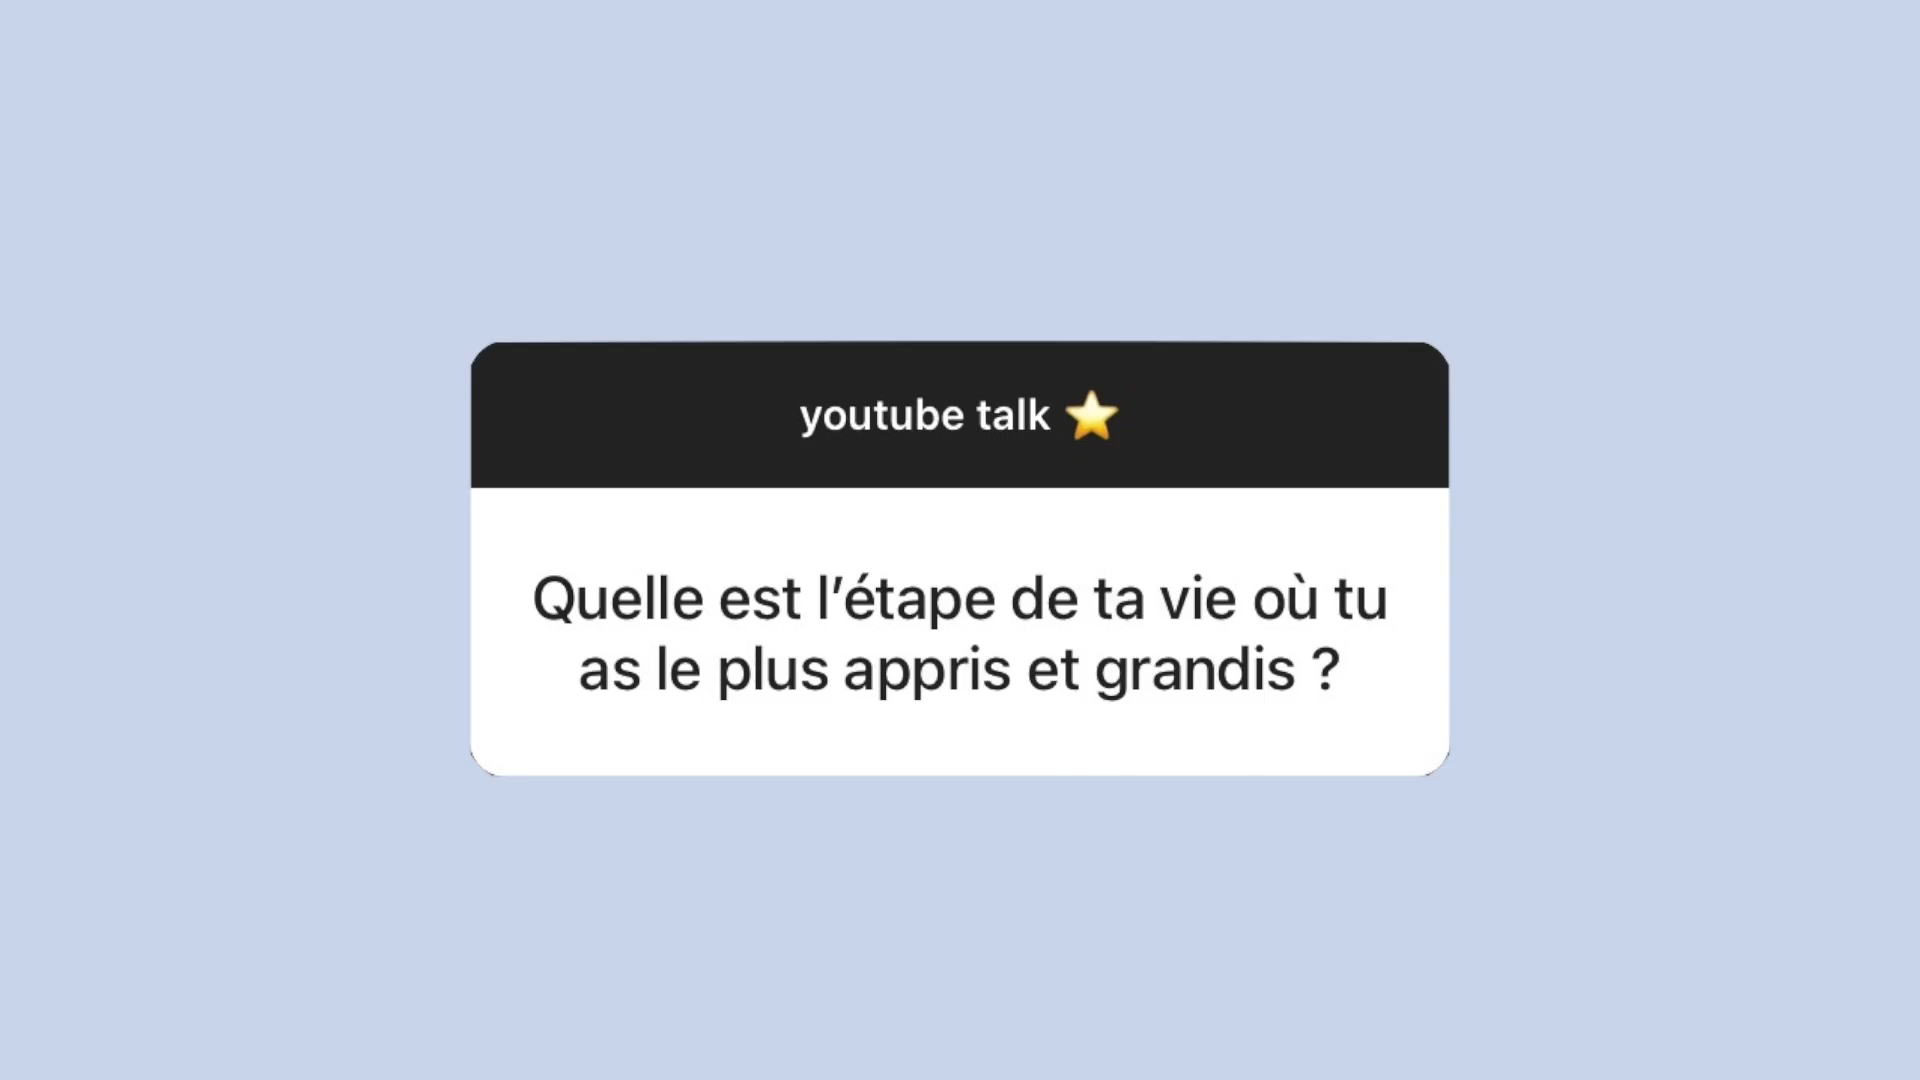 youtube talk ⭐
Quelle est l’étape de ta vie où tu
as le plus appris et grandis ?